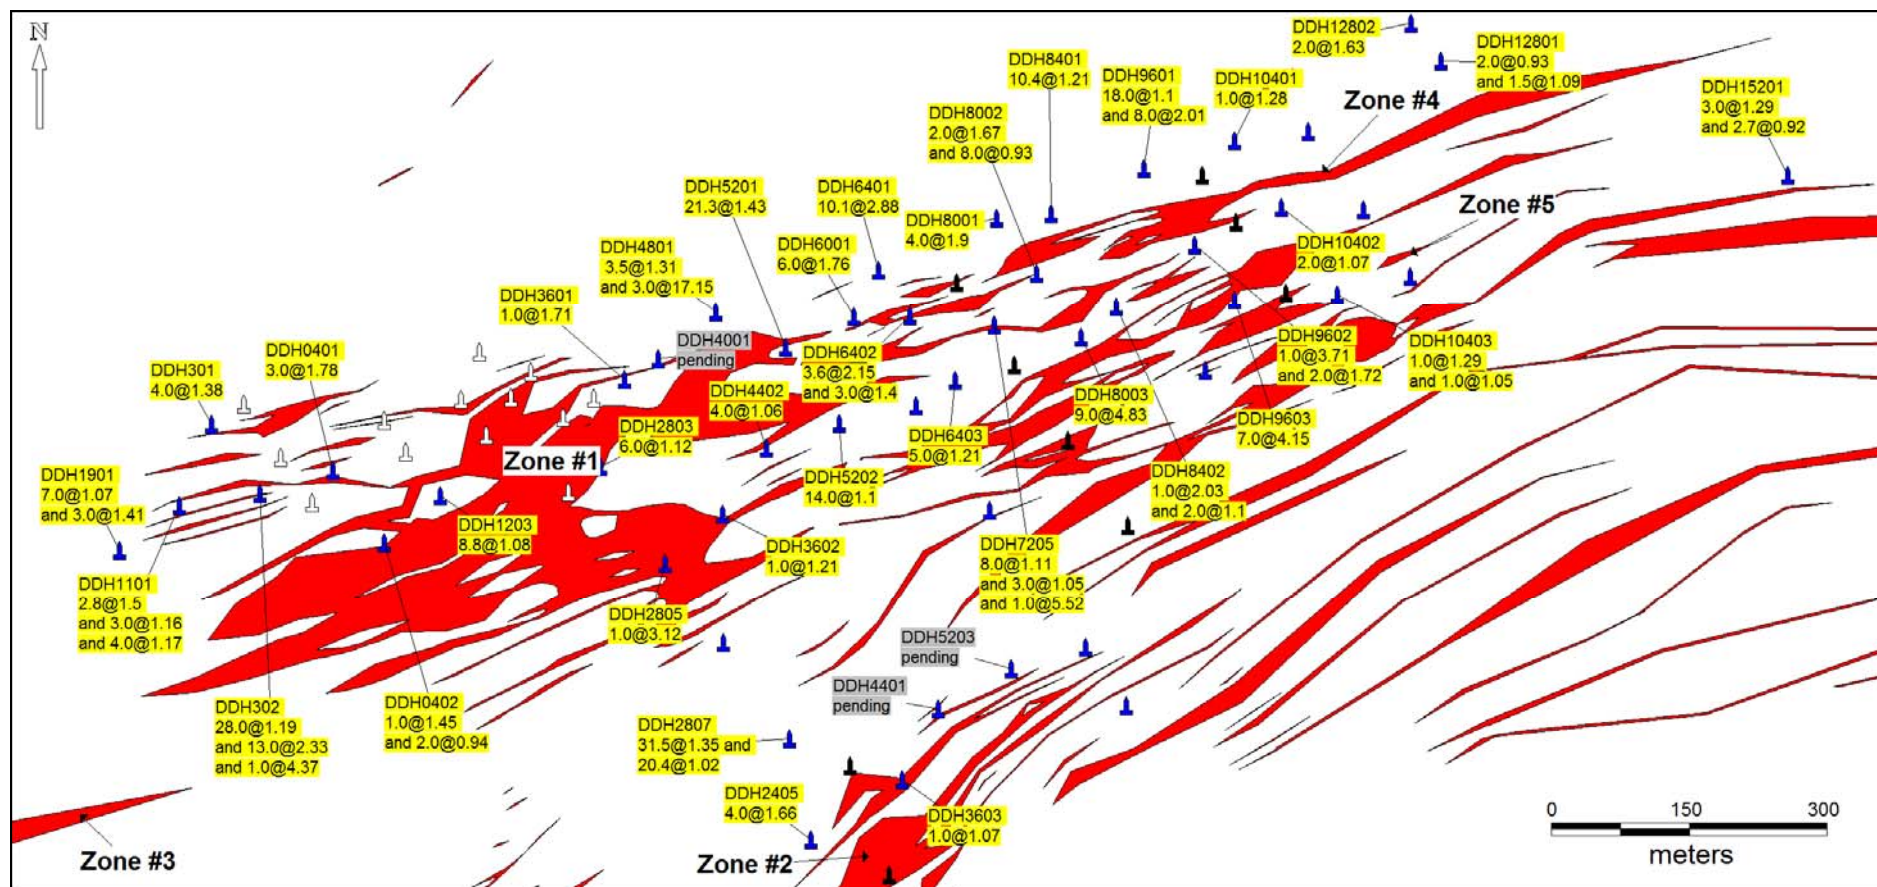 N
DDH12802
2.0@1.63
DDH12801
2.0@0.93
and 1.5@1.09
DDH8401
10.4@1.21
DDH9601
18.0@1.1
and 8.0@2.01
DDH10401
1.0@1.28
Zone #4
DDH15201
3.0@1.29
and 2.7@0.92
DDH8002
2.0@1.67
and 8.0@0.93
DDH5201
21.3@1.43
DDH6401
10.1@2.88
DDH8001
4.0@1.9
Zone #5
DDH4801
3.5@1.31
and 3.0@17.15
DDH6001
6.0@1.76
DDH10402
2.0@1.07
DDH3601
1.0@1.71
DDH4001
pending
DDH301
4.0@1.38
DDH0401
3.0@1.78
DDH6402
3.6@2.15
and 3.0@1.4
DDH9602
1.0@3.71
and 2.0@1.72
DDH10403
1.0@1.29
and 1.0@1.05
DDH4402
4.0@1.06
DDH8003
9.0@4.83
DDH9603
7.0@4.15
DDH2803
6.0@1.12
DDH6403
5.0@1.21
Zone #1
DDH1901
7.0@1.07
and 3.0@1.41
DDH5202
14.0@1.1
DDH8402
1.0@2.03
and 2.0@1.1
DDH1203
8.8@1.08
DDH3602
1.0@1.21
DDH7205
8.0@1.11
and 3.0@1.05
and 1.0@5.52
DDH1101
2.8@1.5
and 3.0@1.16
and 4.0@1.17
DDH2805
1.0@3.12
DDH5203
pending
DDH4401
pending
DDH302
28.0@1.19
and 13.0@2.33
and 1.0@4.37
DDH0402
1.0@1.45
and 2.0@0.94
DDH2807
31.5@1.35 and
20.4@1.02
DDH2405
4.0@1.66
DDH3603
1.0@1.07
Zone #3
Zone #2
0 150 300
meters